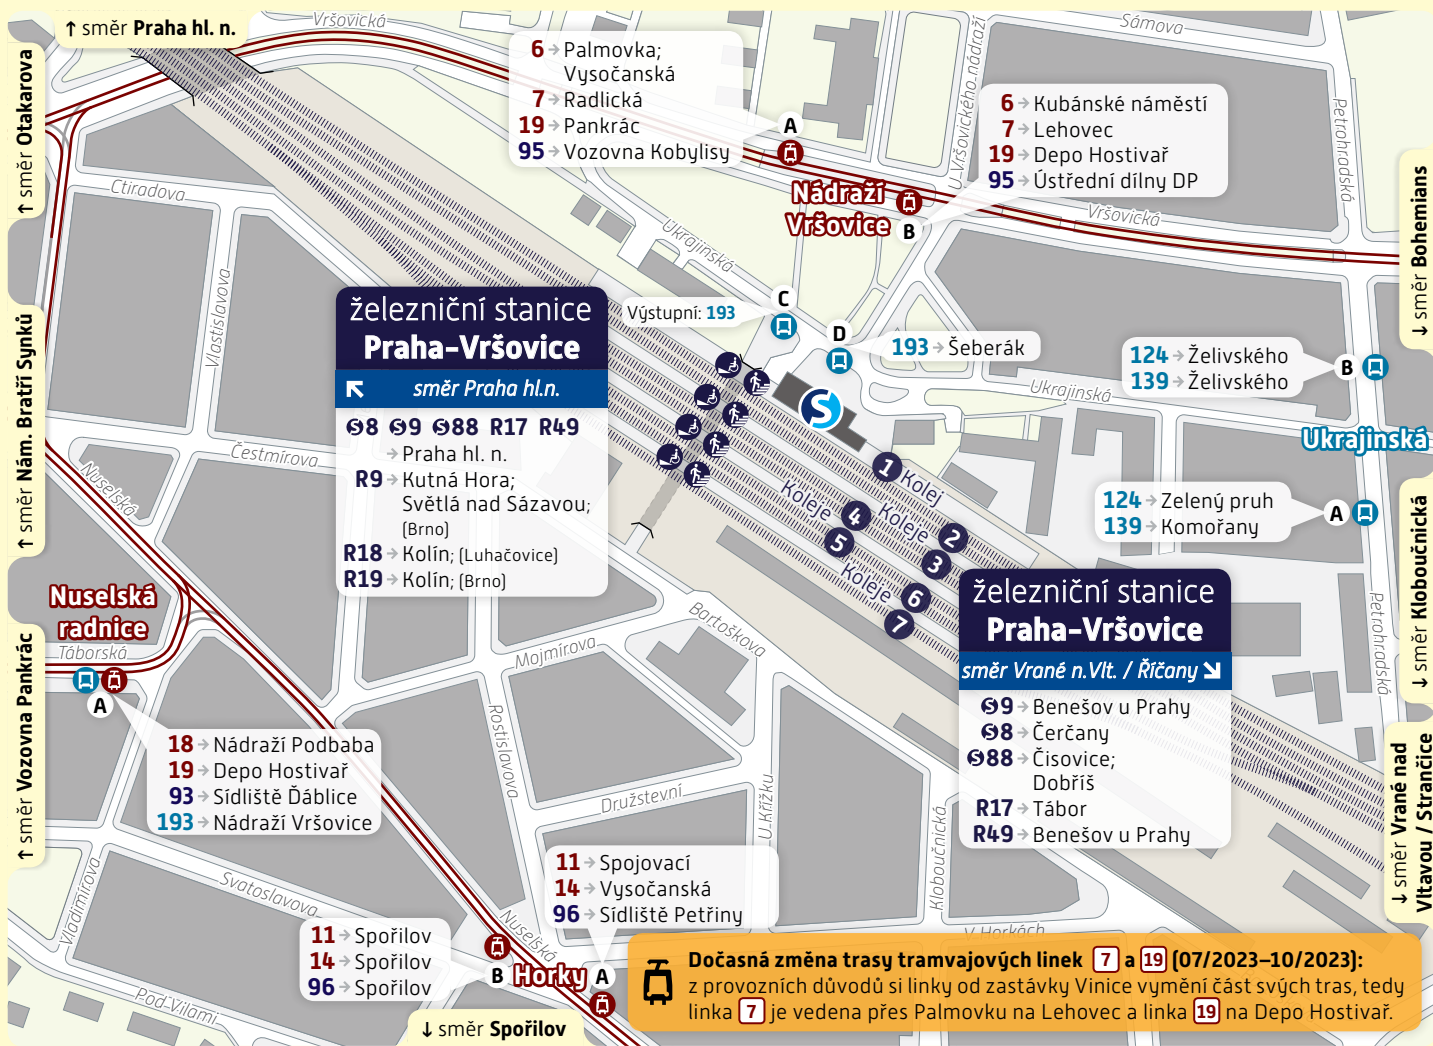 ↑ směr Praha hl. n.
Vršovická
Sámova
6 → Palmovka;
Vysočanská
7 → Radlická
19 → Pankrác
95 → Vozovna Kobylisy
A
U Vršovického nádraží
6 → Kubánské náměstí
7 → Lehovec
19 → Depo Hostivař
95 → Ústřední dílny DP
Petrohradská
↑ směr Otakarova
Ctiradova
Nádraží
Vršovice
B
Vršovická
↓ směr Bohemians
Ukrajinská
Vlastislavova
železniční stanice
Praha-Vršovice
směr Praha hl.n.
S8 S9 S88 R17 R49
→ Praha hl. n.
R9 → Kutná Hora;
Světlá nad Sázavou;
(Brno)
R18 → Kolín; (Luhačovice)
R19 → Kolín; (Brno)
Výstupní: 193
C
D
193 → Šeberák
S
124 → Želivského
139 → Želivského
B
Ukrajinská
Ukrajinská
↑ směr Nám. Bratří Synků
Čestmírova
Nuselská
1 Kolej
Koleje 4
5
Koleje 2
3
Koleje 6
7
124 → Zelený pruh
139 → Komořany
A
↓ směr Kloboučnická
Petrohradská
Nuselská
radnice
Táborská
A
Bartoškova
Mojmírova
železniční stanice
Praha-Vršovice
směr Vrané n.Vlt. / Říčany
S9 → Benešov u Prahy
S8 → Čerčany
S88 → Čisovice;
Dobříš
R17 → Tábor
R49 → Benešov u Prahy
↑ směr Vozovna Pankrác
18 → Nádraží Podbaba
19 → Depo Hostivař
93 → Sídliště Ďáblice
193 → Nádraží Vršovice
Rostislavova
Družstevní
U Křížku
Kloboučnická
↓ směr Vrané nad
Vltavou / Strančice
Vladimírova
Svatoslavova
11 → Spojovací
14 → Vysočanská
96 → Sídliště Petřiny
Nuselská
V Horkách
11 → Spořilov
14 → Spořilov
96 → Spořilov
B
Horky
A
Pod Vilami
↓ směr Spořilov
Dočasná změna trasy tramvajových linek 7 a 19 (07/2023–10/2023):
z provozních důvodů si linky od zastávky Vinice vymění část svých tras, tedy
linka 7 je vedena přes Palmovku na Lehovec a linka 19 na Depo Hostivař.